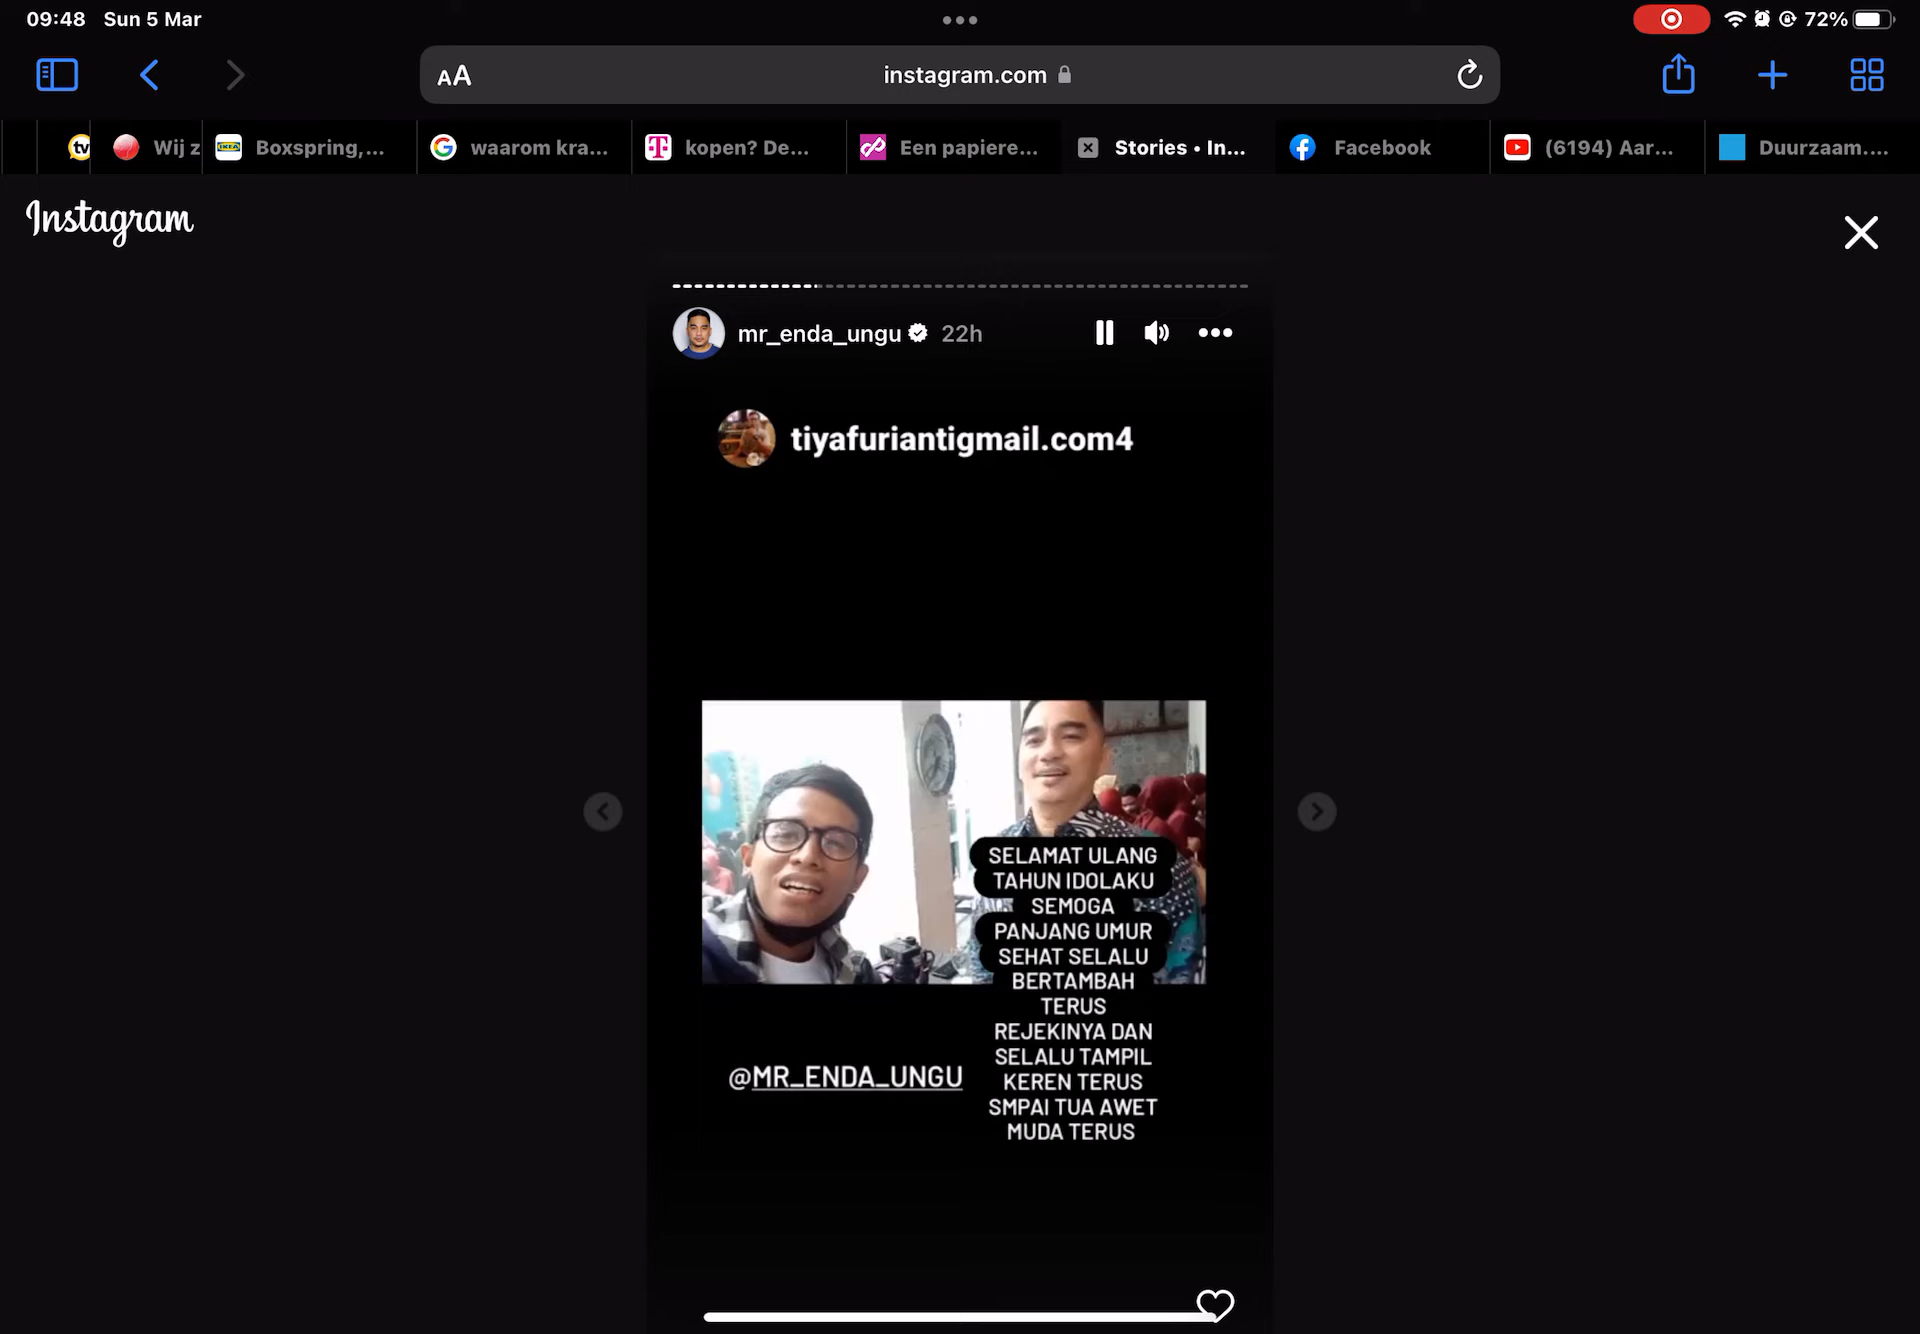 09:48 Sun 5 Mar
72%
AA
instagram.com
tv
Wij z
IKEA
Boxspring,...
waarom kra...
kopen? De...
Een papiere...
Stories • In...
Facebook
(6194) Aar...
Duurzaam....
Instagram
mr_enda_ungu 22h
tiyafuriantigmail.com4
SELAMAT ULANG
TAHUN IDOLAKU
SEMOGA
PANJANG UMUR
SEHAT SELALU
BERTAMBAH
TERUS
REJEKINYA DAN
SELALU TAMPIL
KEREN TERUS
SMPAI TUA AWET
MUDA TERUS
@MR_ENDA_UNGU